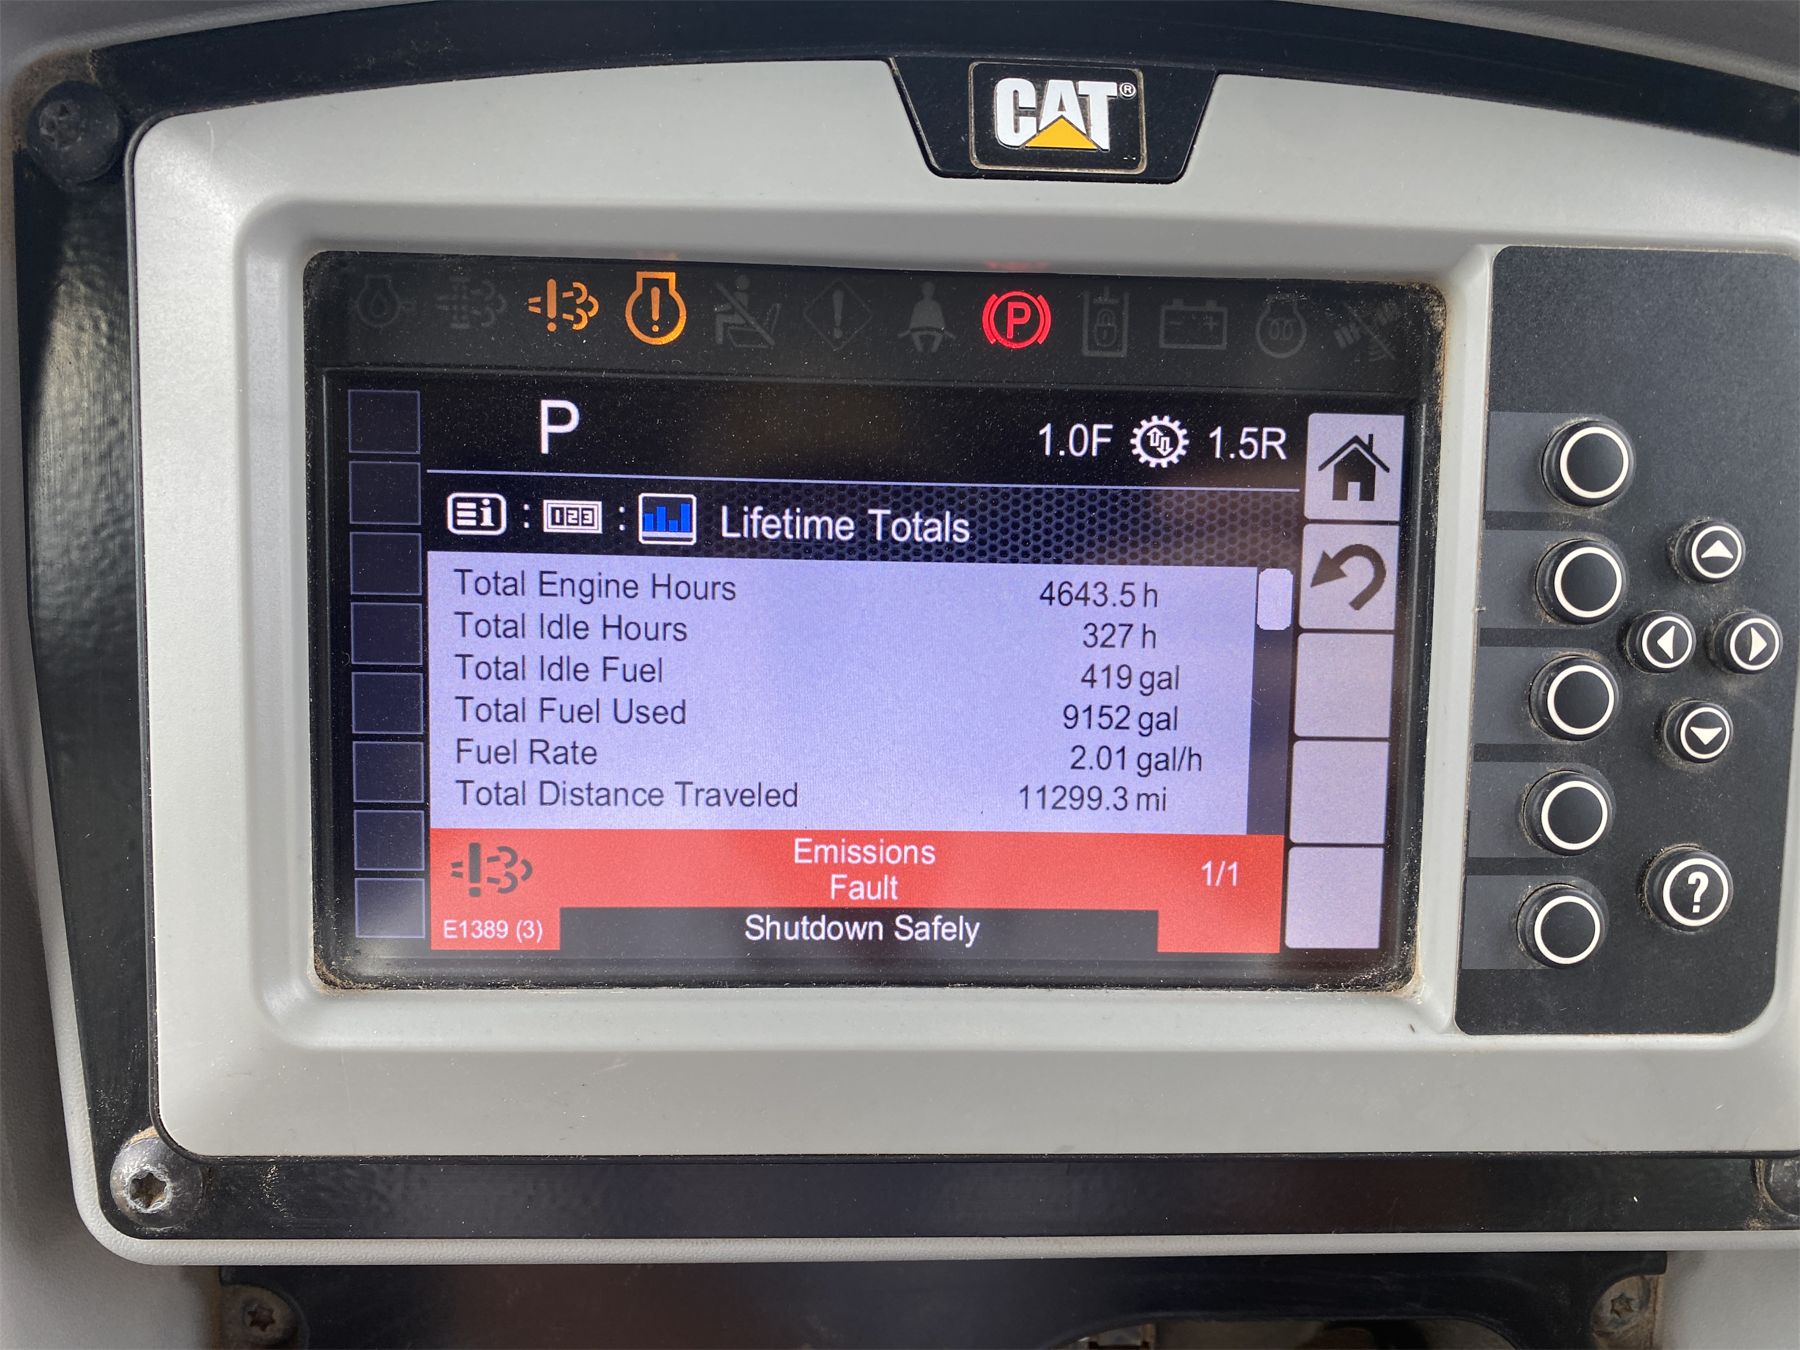 CAT®
P
P
1.0F 1.5R
123 : Lifetime Totals
Total Engine Hours 4643.5 h
Total Idle Hours 327 h
Total Idle Fuel 419 gal
Total Fuel Used 9152 gal
Fuel Rate 2.01 gal/h
Total Distance Traveled 11299.3 mi
Emissions
Fault
1/1
E1389 (3)
Shutdown Safely
?